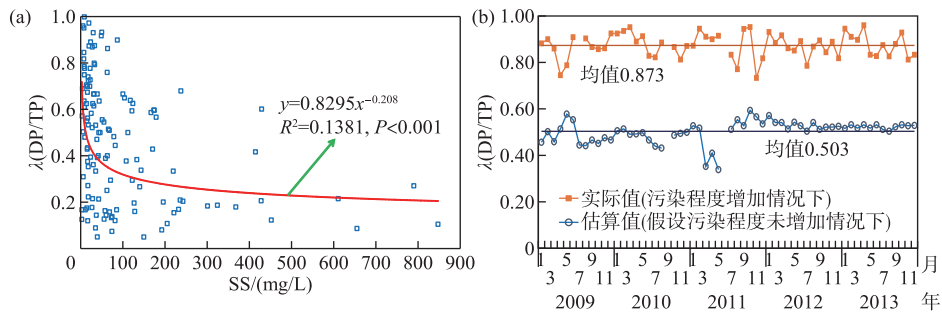 (a)
λ(DP/TP)
1.0
0.8
0.6
0.4
0.2
0 100 200 300 400 500 600 700 800 900
SS/(mg/L)
y=0.8295x^−0.208
R²=0.1381, P<0.001
(b)
λ(DP/TP)
1.00
0.80
0.60
0.40
0.20
0
均值0.873
均值0.503
实际值(污染程度增加情况下)
估算值(假设污染程度未增加情况下)
1 5 9 1 5 9 1 5 9 1 5 9 1 5 9 月
3 7 11 3 7 11 3 7 11 3 7 11 3 7 11
2009 2010 2011 2012 2013 年